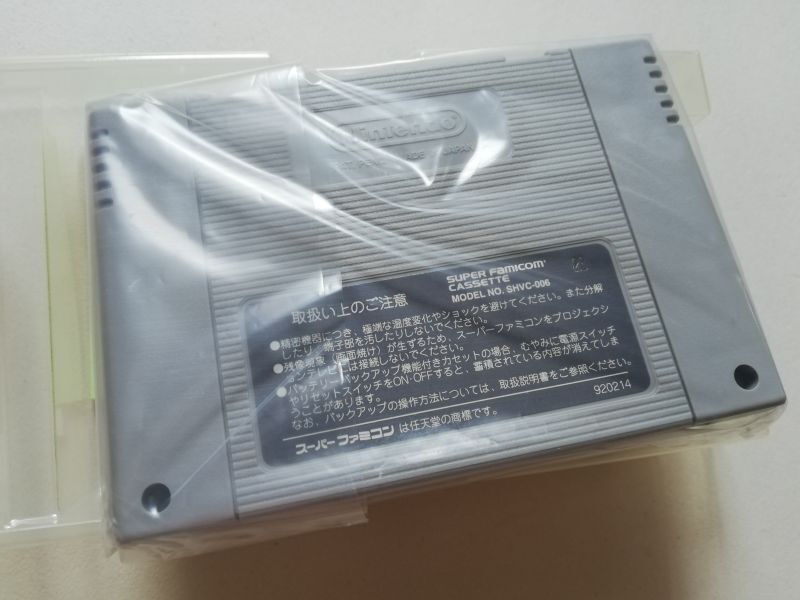 Nintendo
JAPAN
SUPER FAMICOM
CASSETTE
MODEL NO. SHVC-006
取扱い上のご注意
●精密機器につき、極端な温度変化やショックを避けてください。また分解
したり、端子部を汚したりしないでください。
●残像現象(画面焼け)が生ずるため、スーパーファミコンをプロジェクシ
ョンテレビには接続しないでください。
●バッテリーバックアップ機能付きカセットの場合、むやみに電源スイッチ
やリセットスイッチをON・OFFすると、蓄積されている内容が消えてしま
うことがあります。
なお、バックアップの操作方法については、取扱説明書をご参照ください。
920214
スーパーファミコンは任天堂の商標です。